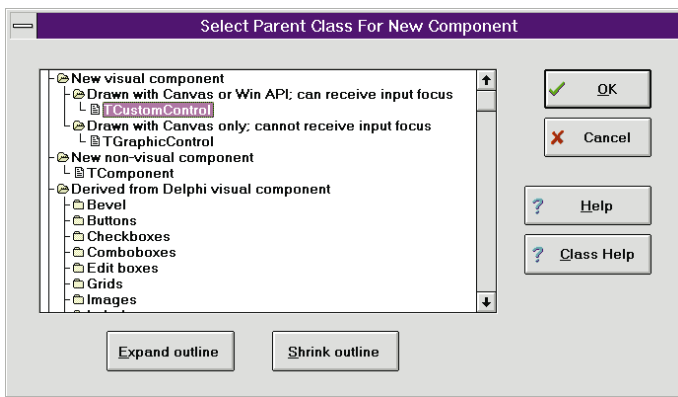 Select Parent Class For New Component
New visual component
Drawn with Canvas or Win API; can receive input focus
TCustomControl
Drawn with Canvas only; cannot receive input focus
TGraphicControl
New non-visual component
TComponent
Derived from Delphi visual component
Bevel
Buttons
Checkboxes
Comboboxes
Edit boxes
Grids
Images
OK
Cancel
Help
Class Help
Expand outline
Shrink outline